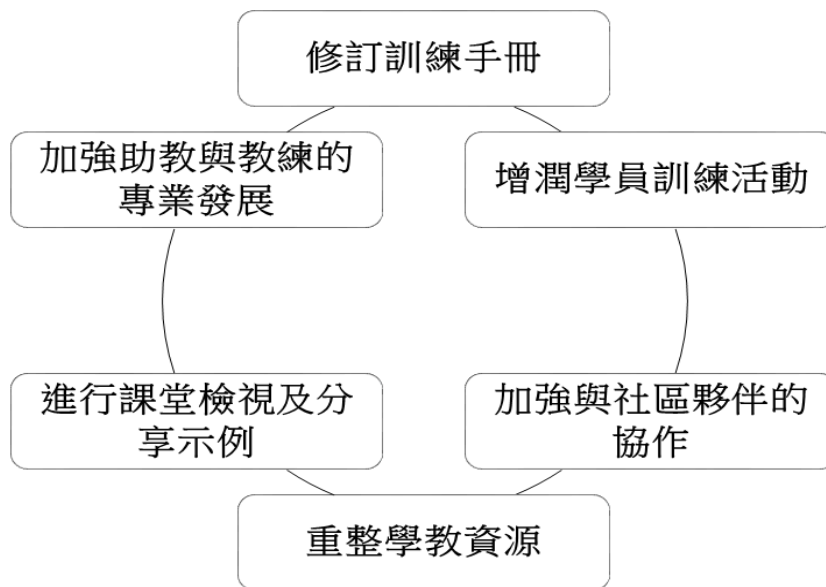 修訂訓練手冊
增潤學員訓練活動
加強與社區夥伴的
協作
重整學教資源
進行課堂檢視及分
享示例
加強助教與教練的
專業發展